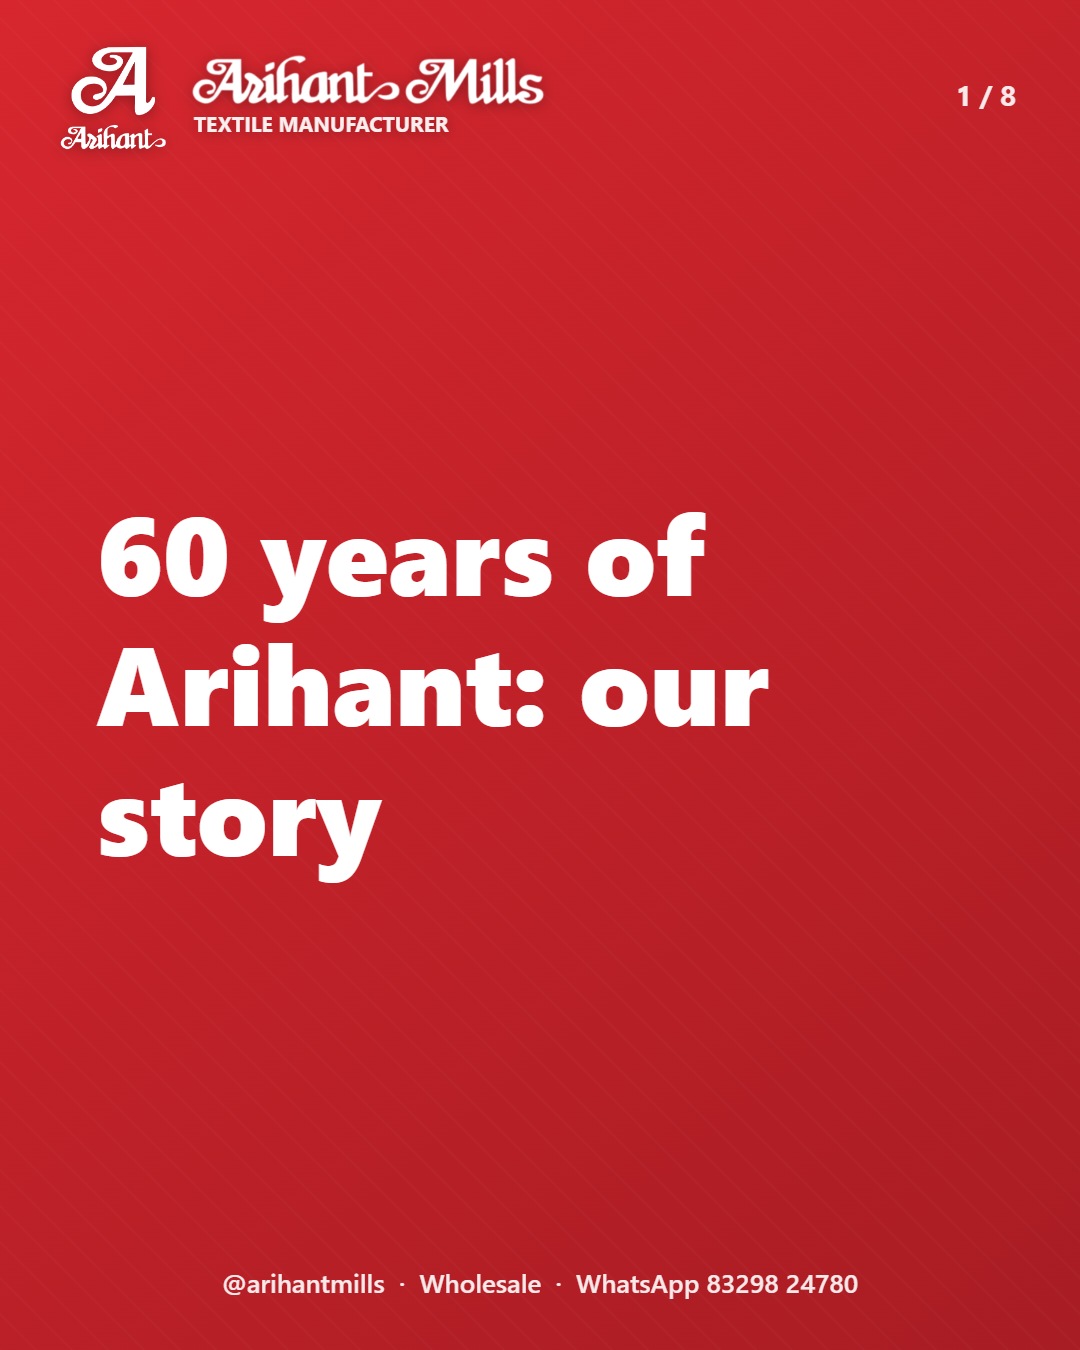 A
Arihant
Arihant Mills
TEXTILE MANUFACTURER
1 / 8
60 years of
Arihant: our
story
@arihantmills · Wholesale · WhatsApp 83298 24780